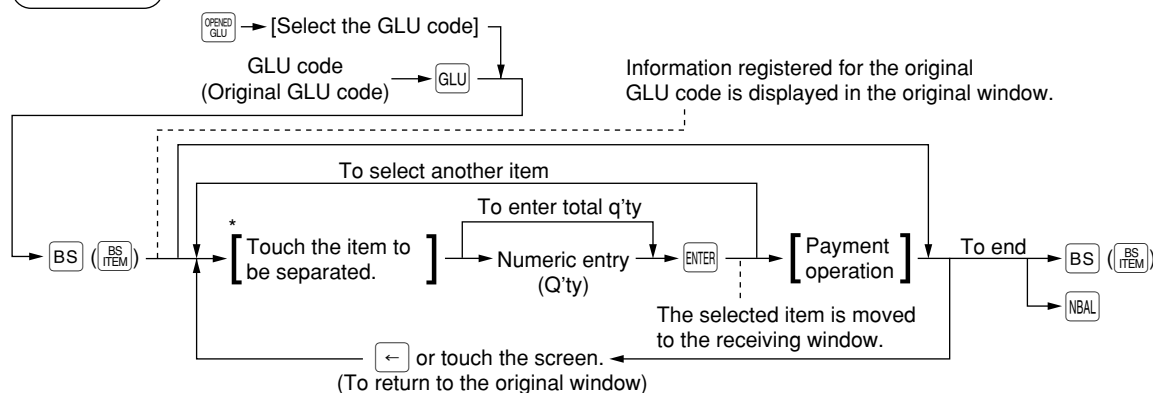 OPENED GLU
[Select the GLU code]
GLU code
(Original GLU code)
GLU
Information registered for the original
GLU code is displayed in the original window.
To select another item
To enter total q'ty
BS (BS ITEM)
*
[Touch the item to
be separated.]
Numeric entry
(Q'ty)
ENTER
[Payment
operation]
To end
BS (BS ITEM)
NBAL
The selected item is moved
to the receiving window.
← or touch the screen.
(To return to the original window)